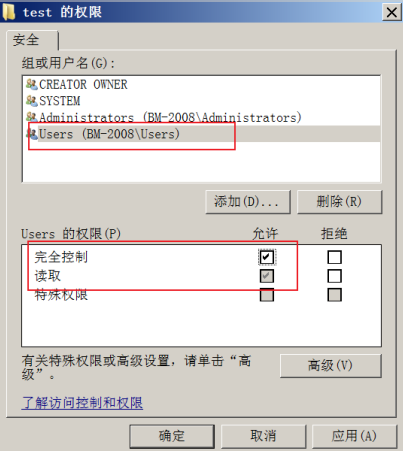 test 的权限
安全
组或用户名(G):
CREATOR OWNER
SYSTEM
Administrators (BM-2008\Administrators)
Users (BM-2008\Users)
添加(D)... 删除(R)
Users 的权限(P) 允许 拒绝
完全控制
读取
特殊权限
有关特殊权限或高级设置，请单击“高
级”。 高级(V)
了解访问控制和权限
确定 取消 应用(A)